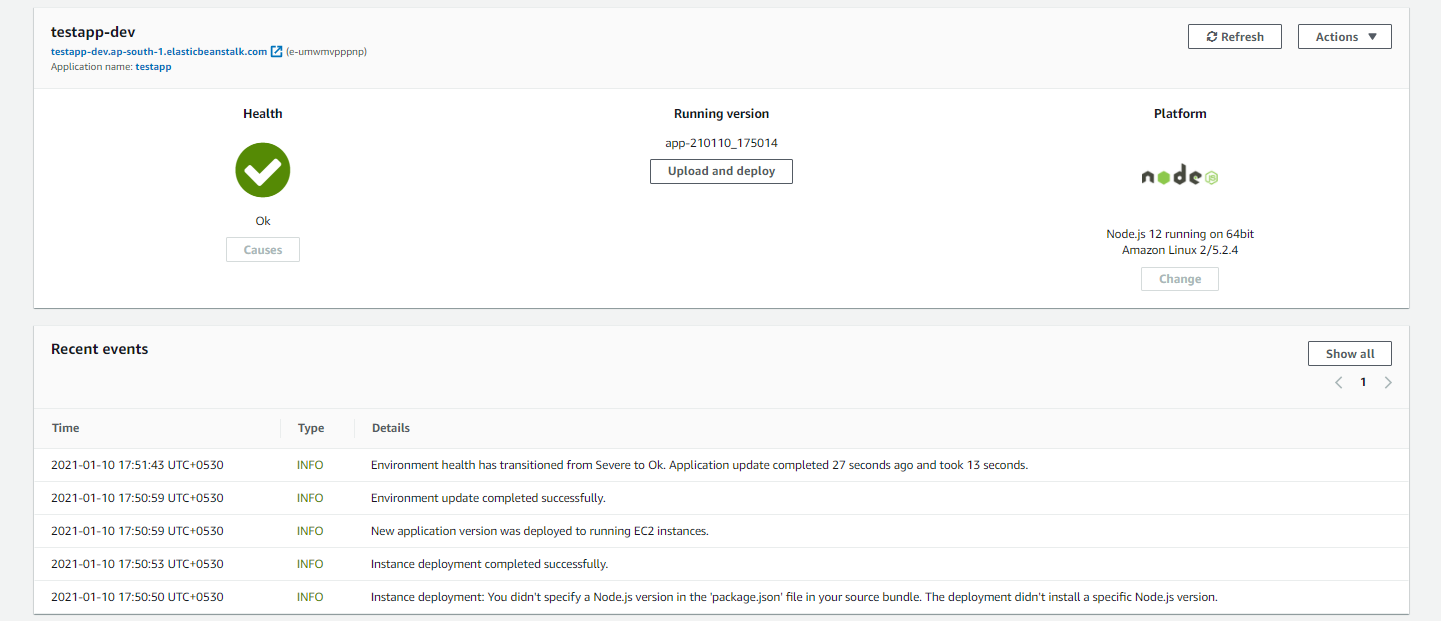 testapp-dev
testapp-dev.ap-south-1.elasticbeanstalk.com (e-umwmvpppnp)
Application name: testapp
Refresh
Actions
Health
Running version
Platform
app-210110_175014
Upload and deploy
node JS
Ok
Causes
Node.js 12 running on 64bit
Amazon Linux 2/5.2.4
Change
Recent events
Show all
1
Time Type Details
2021-01-10 17:51:43 UTC+0530 INFO Environment health has transitioned from Severe to Ok. Application update completed 27 seconds ago and took 13 seconds.
2021-01-10 17:50:59 UTC+0530 INFO Environment update completed successfully.
2021-01-10 17:50:59 UTC+0530 INFO New application version was deployed to running EC2 instances.
2021-01-10 17:50:53 UTC+0530 INFO Instance deployment completed successfully.
2021-01-10 17:50:50 UTC+0530 INFO Instance deployment: You didn't specify a Node.js version in the 'package.json' file in your source bundle. The deployment didn't install a specific Node.js version.